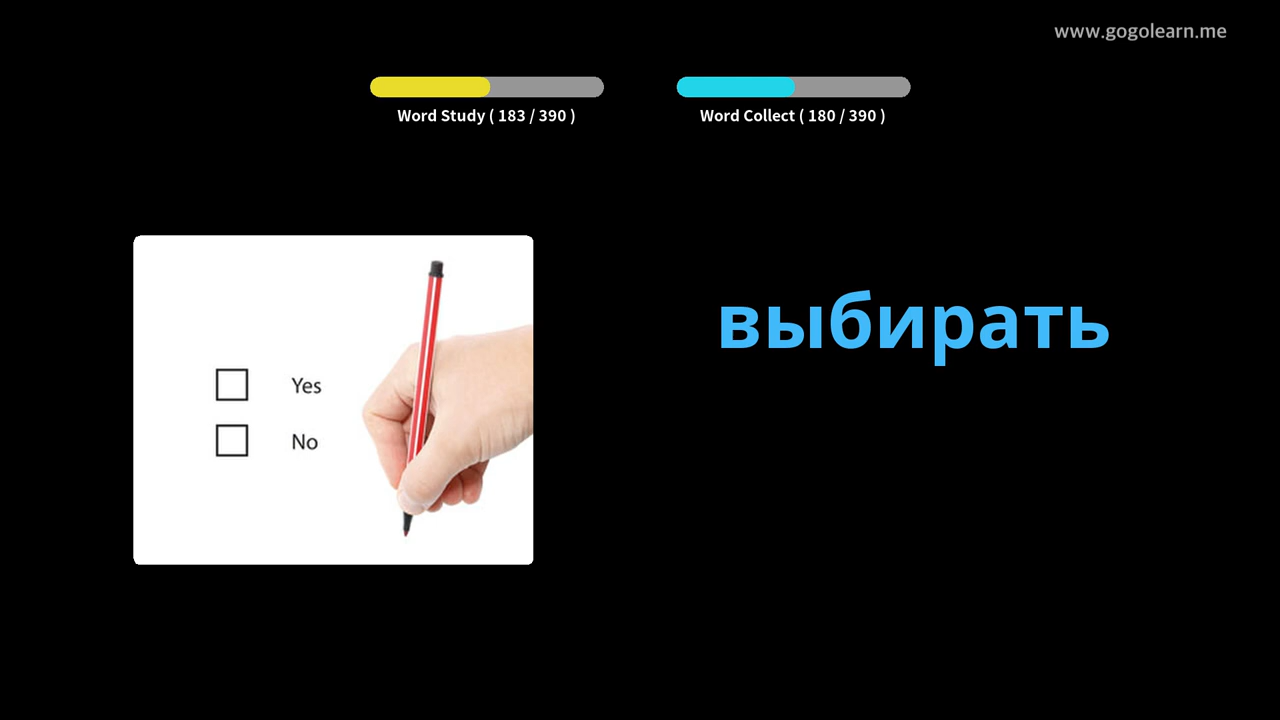 www.gogolearn.me
Word Study ( 183 / 390 )
Word Collect ( 180 / 390 )
выбирать
Yes
No